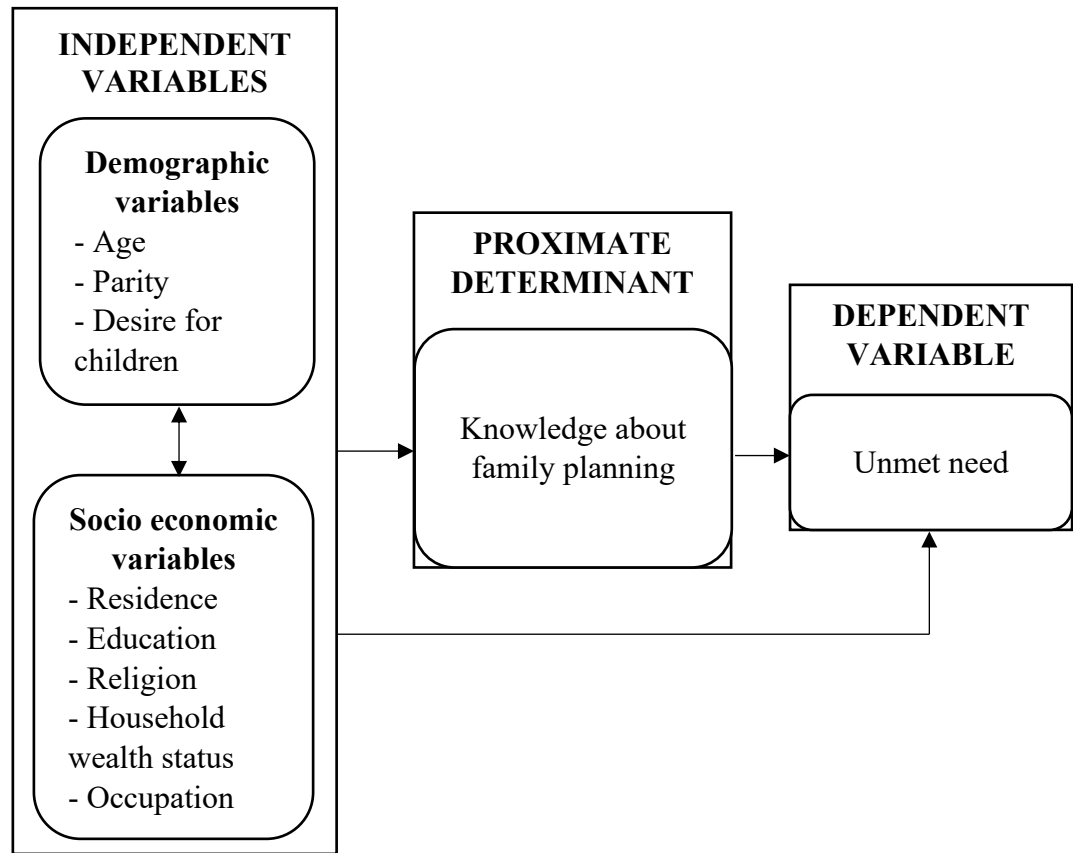 INDEPENDENT
VARIABLES
Demographic
variables
- Age
- Parity
- Desire for
children
Socio economic
variables
- Residence
- Education
- Religion
- Household
wealth status
- Occupation
PROXIMATE
DETERMINANT
Knowledge about
family planning
DEPENDENT
VARIABLE
Unmet need